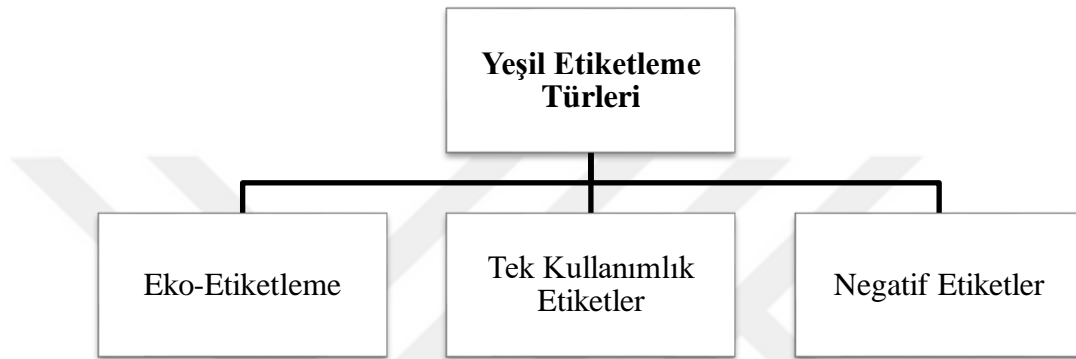 Yeşil Etiketleme
Türleri
Eko-Etiketleme
Tek Kullanımlık
Etiketler
Negatif Etiketler